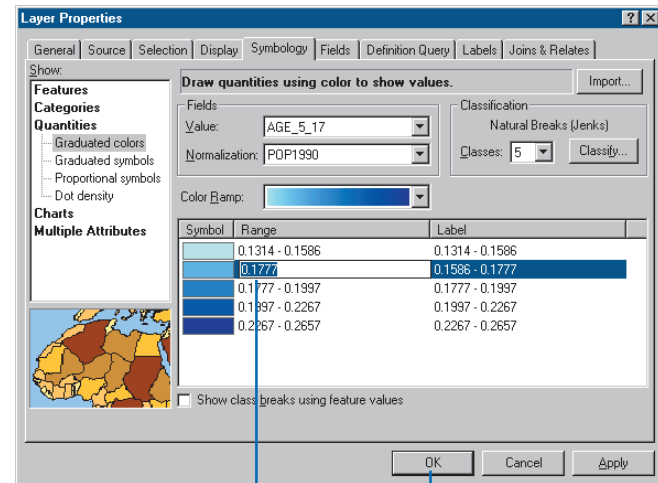 Layer Properties
General Source Selection Display Symbology Fields Definition Query Labels Joins & Relates
Show:
Features
Categories
Quantities
Graduated colors
Graduated symbols
Proportional symbols
Dot density
Charts
Multiple Attributes
Draw quantities using color to show values.
Import...
Fields
Value: AGE_5_17
Normalization: POP1990
Classification
Natural Breaks (Jenks)
Classes: 5 Classify...
Color Ramp:
Symbol Range Label
0.1314 - 0.1586 0.1314 - 0.1586
0.1777 0.1586 - 0.1777
0.1777 - 0.1997 0.1777 - 0.1997
0.1997 - 0.2267 0.1997 - 0.2267
0.2267 - 0.2657 0.2267 - 0.2657
Show class breaks using feature values
OK Cancel Apply